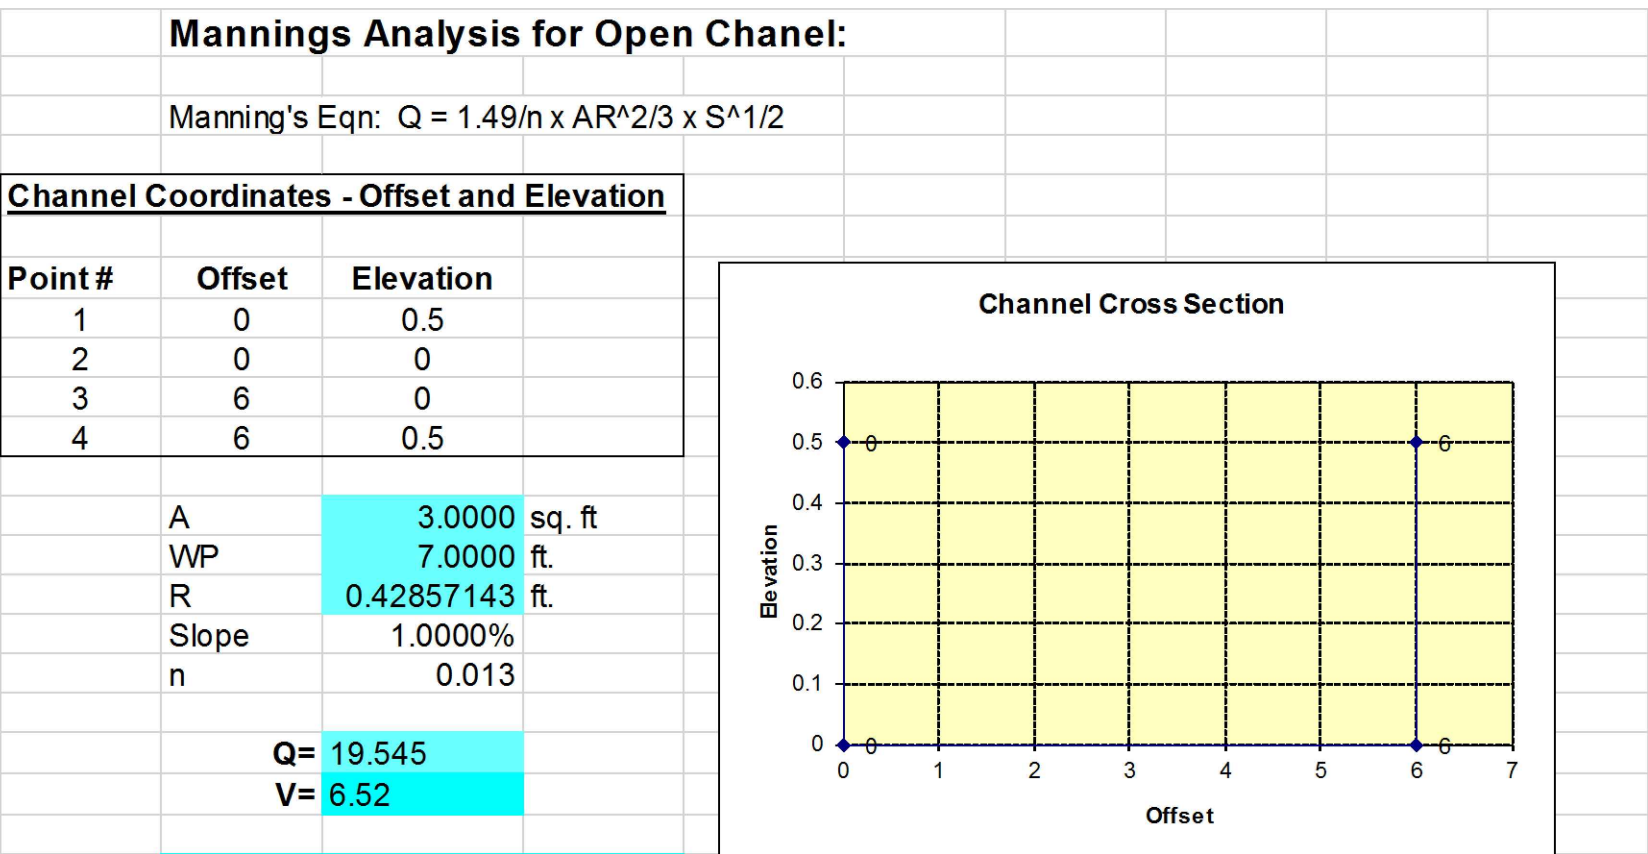 Mannings Analysis for Open Chanel:
Manning's Eqn:  Q = 1.49/n x AR^2/3 x S^1/2
Channel Coordinates - Offset and Elevation
Point # Offset Elevation
1 0 0.5
2 0 0
3 6 0
4 6 0.5
A 3.0000 sq. ft
WP 7.0000 ft.
R 0.42857143 ft.
Slope 1.0000%
n 0.013
Q= 19.545
V= 6.52
Channel Cross Section
0.6
0.5 0 6
0.4
0.3
0.2
0.1
0 0 6
Elevation
0 1 2 3 4 5 6 7
Offset